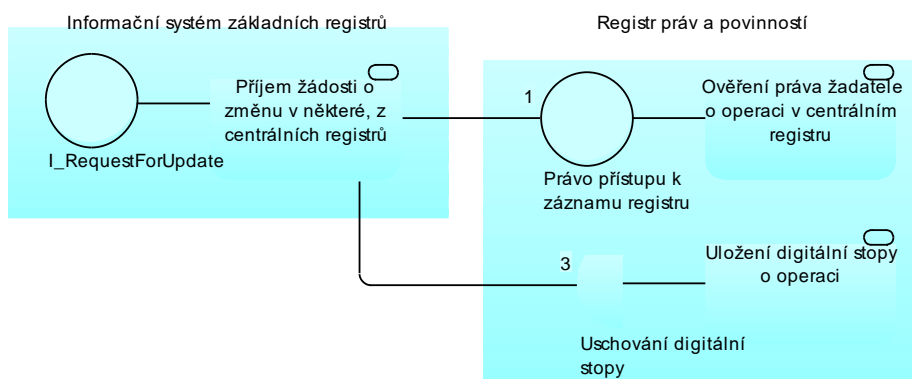 Informační systém základních registrů
Registr práv a povinností
Příjem žádosti o
změnu v některé, z
centrálních registrů
I_RequestForUpdate
1
Ověření práva žadatele
o operaci v centrálním
registru
Právo přístupu k
záznamu registru
Uložení digitální stopy
o operaci
3
Uschování digitální
stopy